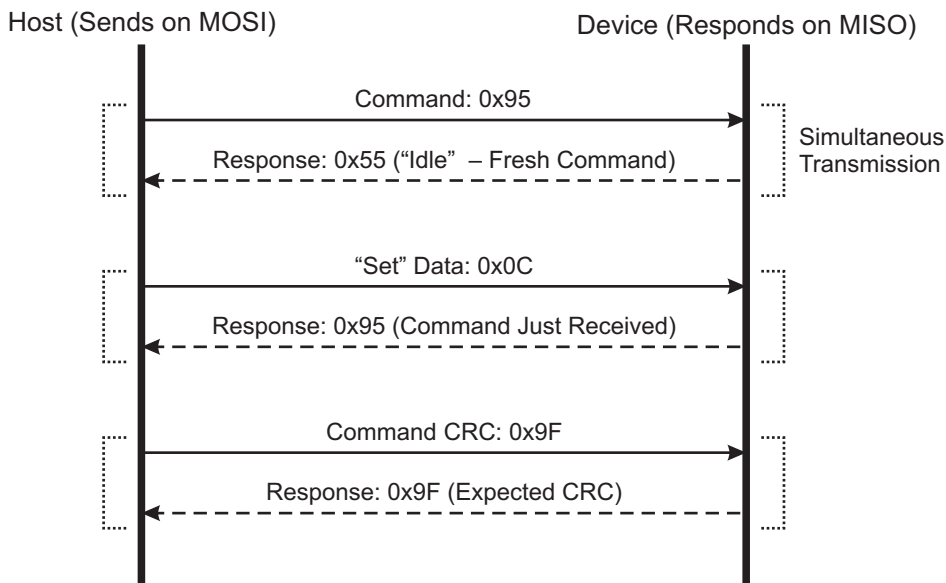 Host (Sends on MOSI)
Device (Responds on MISO)
Command: 0x95
Response: 0x55 (“Idle” – Fresh Command)
Simultaneous
Transmission
“Set” Data: 0x0C
Response: 0x95 (Command Just Received)
Command CRC: 0x9F
Response: 0x9F (Expected CRC)